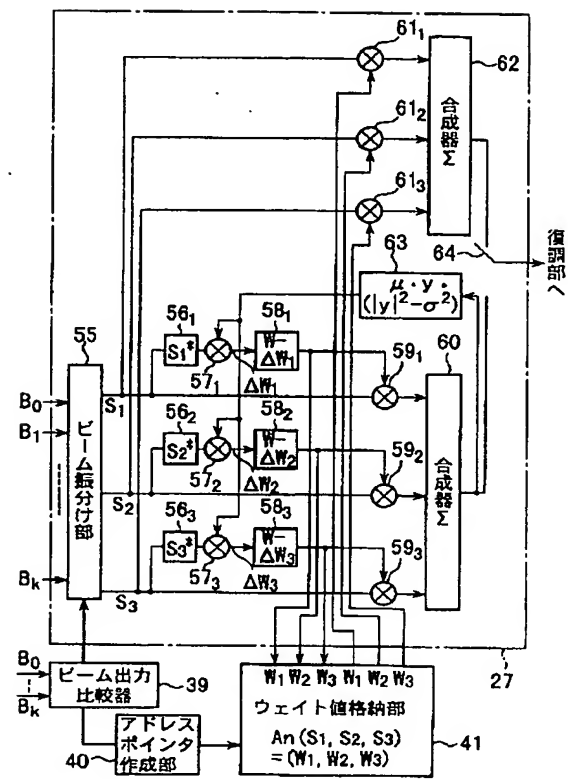 61₁
62
合成器Σ
61₂
61₃
64
復調部へ
63
μ・y・
(|y|²−σ²)
55
56₁
58₁
S₁*
W−
ΔW₁
57₁
ΔW₁
59₁
60
B₀
S₁
B₁
ビーム振分け部
56₂
58₂
S₂*
W−
ΔW₂
57₂
ΔW₂
59₂
合成器Σ
S₂
56₃
58₃
S₃*
W−
ΔW₃
57₃
ΔW₃
59₃
Bk
S₃
27
B₀
Bk
ビーム出力
比較器
39
W₁ W₂ W₃ W₁ W₂ W₃
ウェイト値格納部
An(S₁, S₂, S₃)
=(W₁, W₂, W₃)
41
アドレス
ポインタ
作成部
40